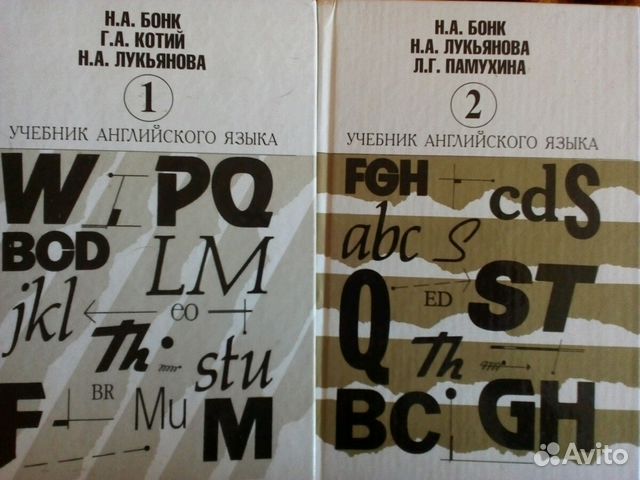 Н.А. БОНК
Г.А. КОТИЙ
Н.А. ЛУКЬЯНОВА
1
УЧЕБНИК АНГЛИЙСКОГО ЯЗЫКА
W PQ
BCD
LM
jkl
CO
Th
stu
BR
F
Mu
M
Н.А. БОНК
Н.А. ЛУКЬЯНОВА
Л.Г. ПАМУХИНА
2
УЧЕБНИК АНГЛИЙСКОГО ЯЗЫКА
FGH
cdS
abc
S
Q
ED
ST
Th
BC
GH
Avito